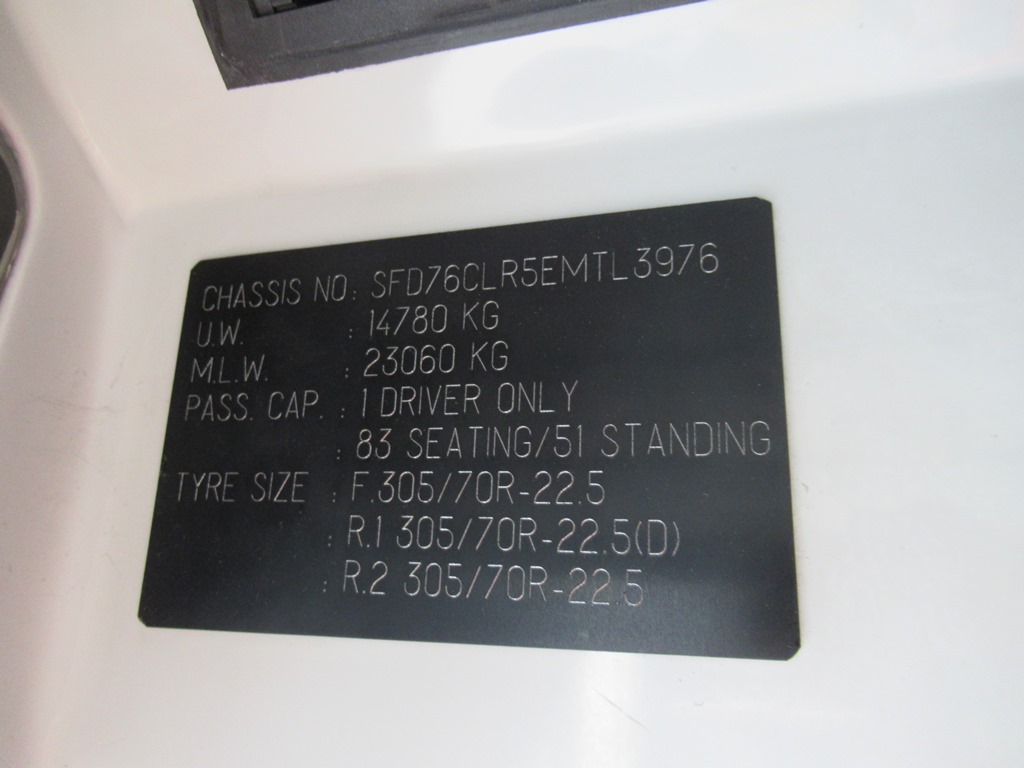 CHASSIS NO: SFD76CLR5EMTL3976
U.W. : 14780 KG
M.L.W. : 23060 KG
PASS. CAP. : 1 DRIVER ONLY
: 83 SEATING/51 STANDING
TYRE SIZE : F.305/70R-22.5
: R.1 305/70R-22.5(D)
: R.2 305/70R-22.5